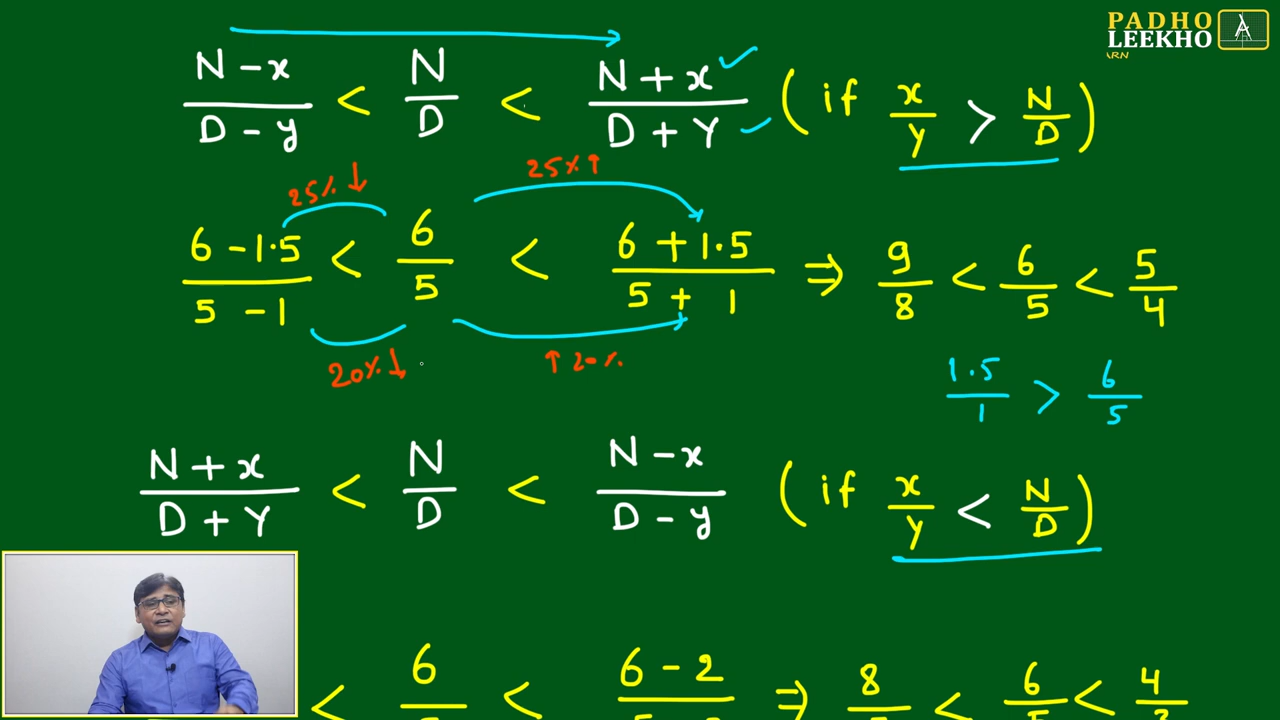 PADHO
LEEKHO
ARN
(N - x)/(D - y) < N/D < (N + x)/(D + Y) (if x/Y > N/D)
25% ↓ 25% ↑
(6 - 1.5)/(5 - 1) < 6/5 < (6 + 1.5)/(5 + 1) ⇒ 9/8 < 6/5 < 5/4
20% ↓ ↑ 20%
1.5/1 > 6/5
(N + x)/(D + Y) < N/D < (N - x)/(D - y) (if x/Y < N/D)
< 6 < 6 - 2 ⇒ 8 < 6 < 4